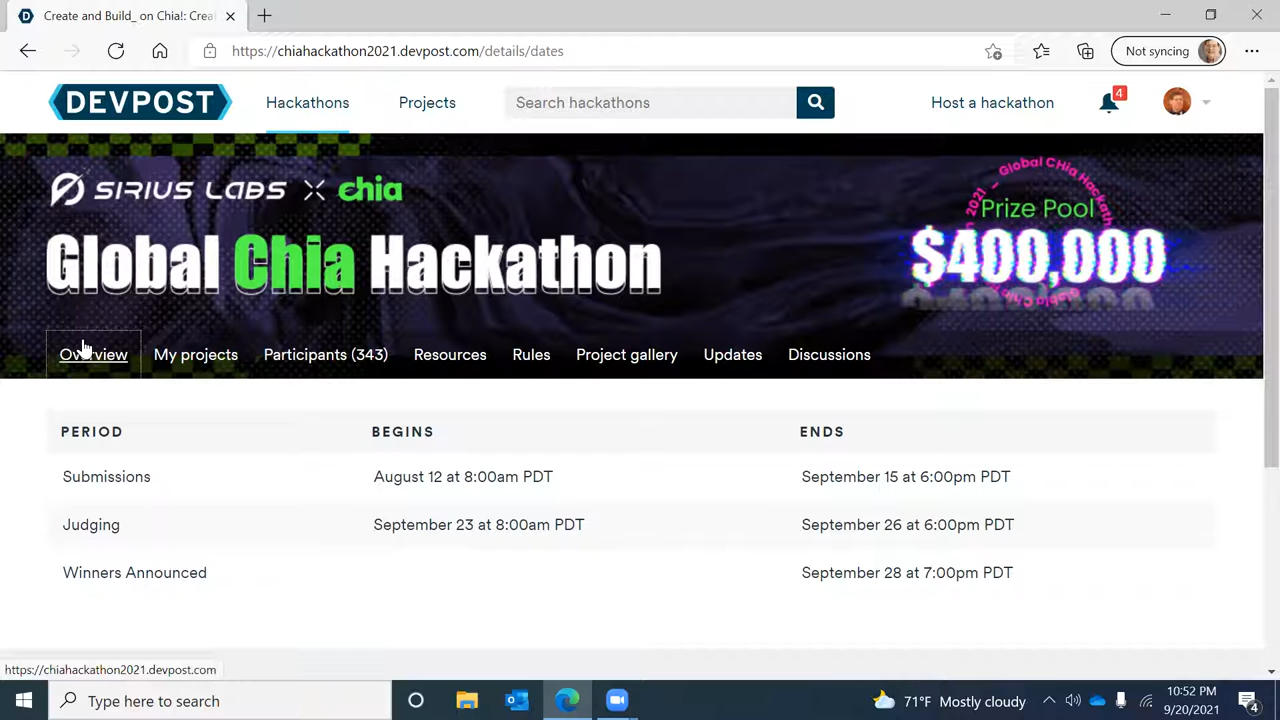 Create and Build_ on Chia!: Crea
https://chiahackathon2021.devpost.com/details/dates
Not syncing
DEVPOST
Hackathons
Projects
Search hackathons
Host a hackathon
4
SIRIUS LABS X chia
Global Chia Hackathon
2021 - Global CHia Hackath
Prize Pool
$400,000
Overview
My projects
Participants (343)
Resources
Rules
Project gallery
Updates
Discussions
PERIOD BEGINS ENDS
Submissions August 12 at 8:00am PDT September 15 at 6:00pm PDT
Judging September 23 at 8:00am PDT September 26 at 6:00pm PDT
Winners Announced September 28 at 7:00pm PDT
https://chiahackathon2021.devpost.com
Type here to search
71°F Mostly cloudy
10:52 PM
9/20/2021
4